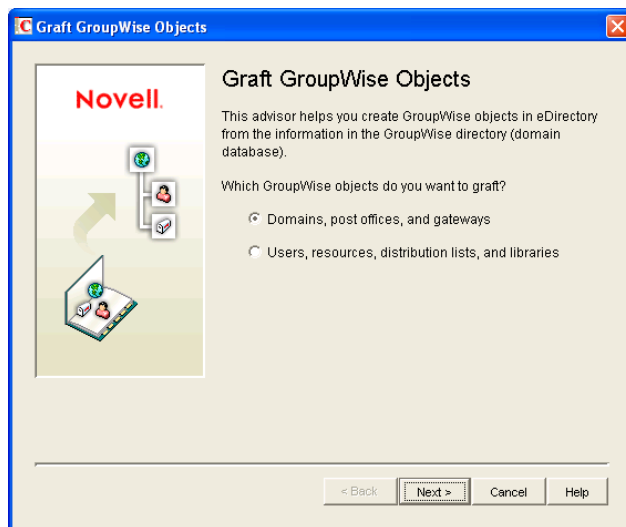 Graft GroupWise Objects
Novell.
Graft GroupWise Objects
This advisor helps you create GroupWise objects in eDirectory
from the information in the GroupWise directory (domain
database).
Which GroupWise objects do you want to graft?
Domains, post offices, and gateways
Users, resources, distribution lists, and libraries
< Back
Next >
Cancel
Help